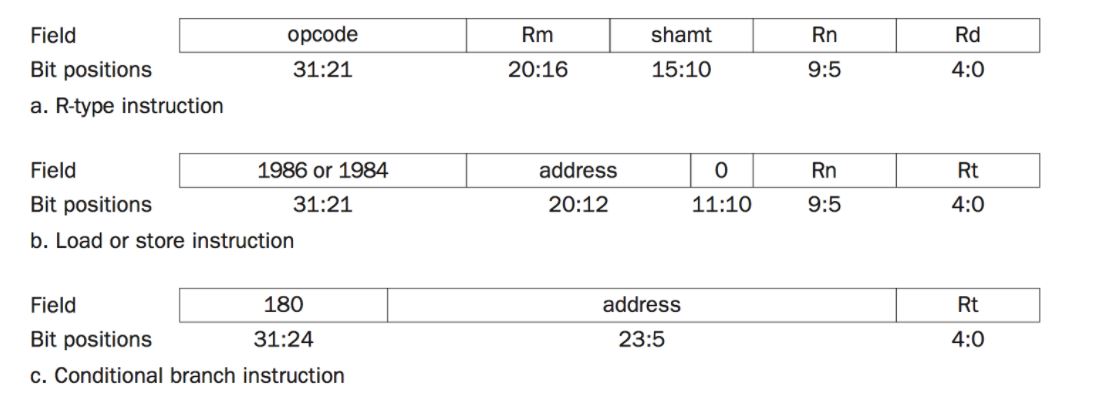 Field opcode Rm shamt Rn Rd
Bit positions 31:21 20:16 15:10 9:5 4:0
a. R-type instruction
Field 1986 or 1984 address 0 Rn Rt
Bit positions 31:21 20:12 11:10 9:5 4:0
b. Load or store instruction
Field 180 address Rt
Bit positions 31:24 23:5 4:0
c. Conditional branch instruction